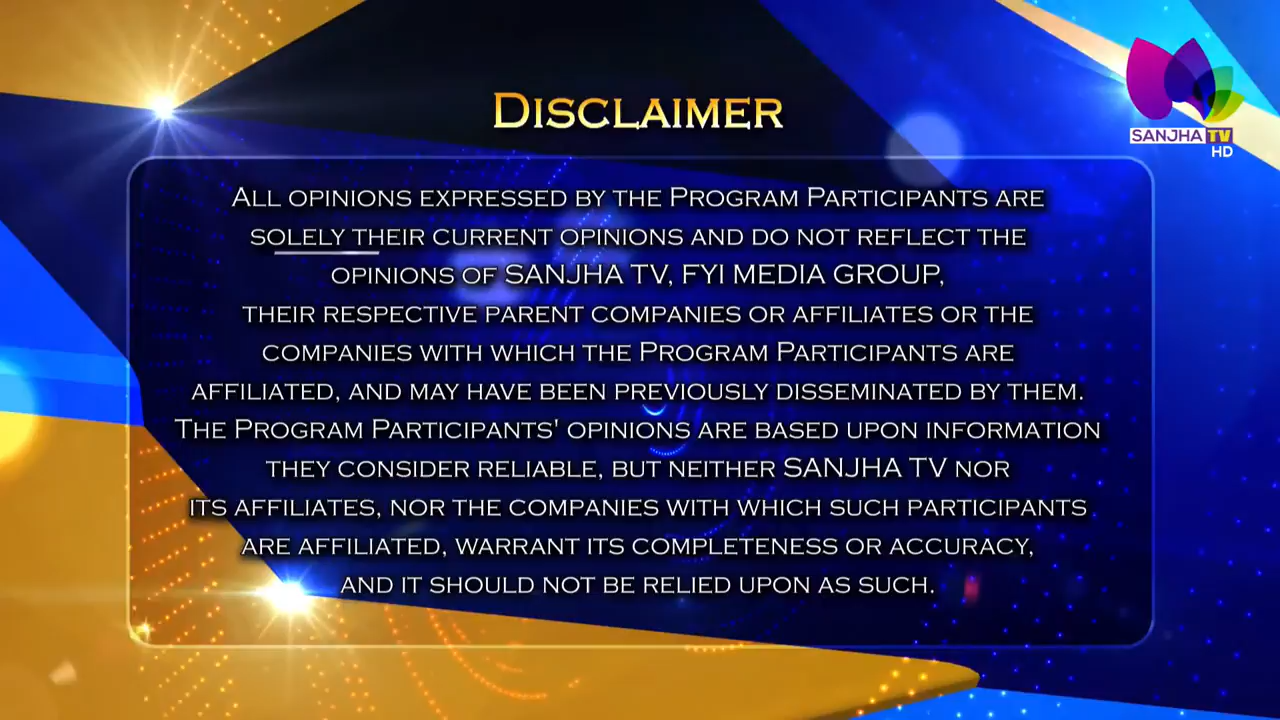 DISCLAIMER
SANJHA TV
HD
ALL OPINIONS EXPRESSED BY THE PROGRAM PARTICIPANTS ARE
SOLELY THEIR CURRENT OPINIONS AND DO NOT REFLECT THE
OPINIONS OF SANJHA TV, FYI MEDIA GROUP,
THEIR RESPECTIVE PARENT COMPANIES OR AFFILIATES OR THE
COMPANIES WITH WHICH THE PROGRAM PARTICIPANTS ARE
AFFILIATED, AND MAY HAVE BEEN PREVIOUSLY DISSEMINATED BY THEM.
THE PROGRAM PARTICIPANTS' OPINIONS ARE BASED UPON INFORMATION
THEY CONSIDER RELIABLE, BUT NEITHER SANJHA TV NOR
ITS AFFILIATES, NOR THE COMPANIES WITH WHICH SUCH PARTICIPANTS
ARE AFFILIATED, WARRANT ITS COMPLETENESS OR ACCURACY,
AND IT SHOULD NOT BE RELIED UPON AS SUCH.